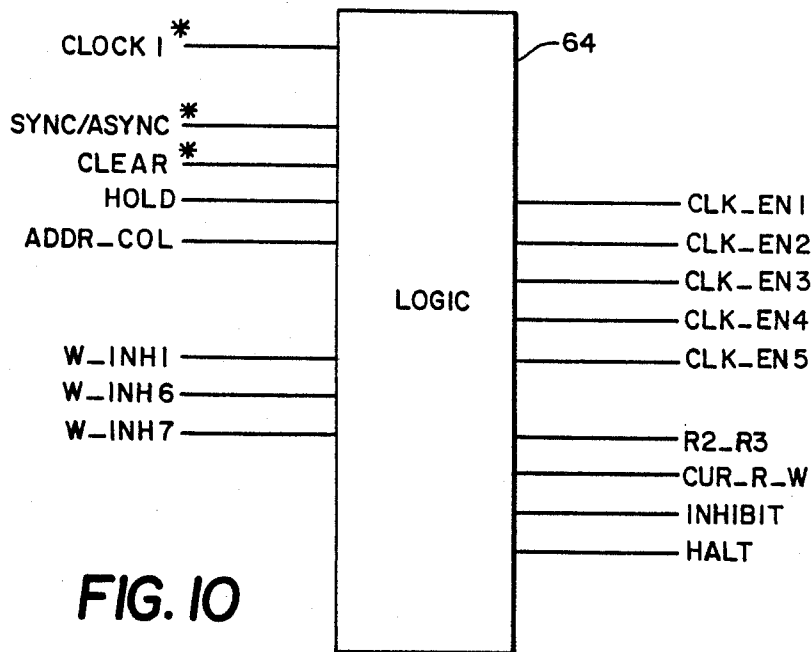 CLOCK 1*
64
SYNC/ASYNC*
CLEAR*
HOLD
ADDR_COL
W_INH1
W_INH6
W_INH7
LOGIC
CLK_EN1
CLK_EN2
CLK_EN3
CLK_EN4
CLK_EN5
R2_R3
CUR_R_W
INHIBIT
HALT
FIG. 10